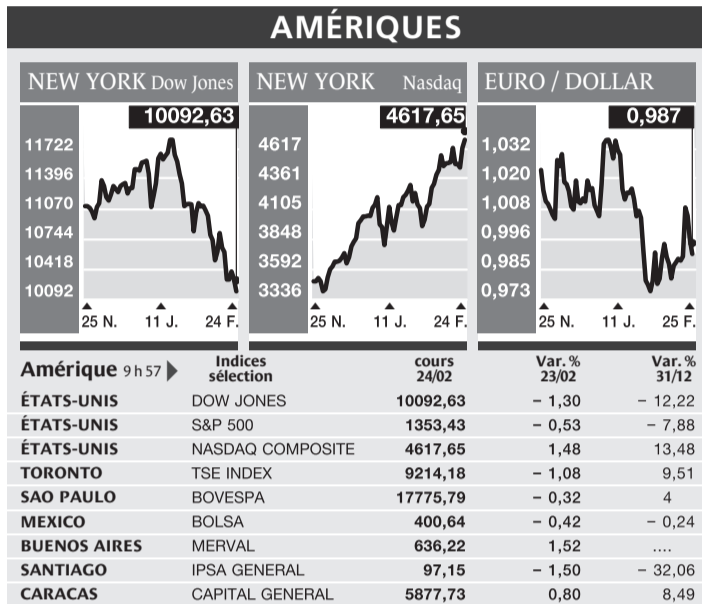 AMÉRIQUES
NEW YORK Dow Jones
10092,63
11722
11396
11070
10744
10418
10092
25 N. 11 J. 24 F.
NEW YORK Nasdaq
4617,65
4617
4361
4105
3848
3592
3336
25 N. 11 J. 24 F.
EURO / DOLLAR
0,987
1,032
1,020
1,008
0,996
0,985
0,973
25 N. 11 J. 25 F.
Amérique 9 h 57 Indices sélection cours 24/02 Var. % 23/02 Var. % 31/12
ÉTATS-UNIS DOW JONES 10092,63 – 1,30 – 12,22
ÉTATS-UNIS S&P 500 1353,43 – 0,53 – 7,88
ÉTATS-UNIS NASDAQ COMPOSITE 4617,65 1,48 13,48
TORONTO TSE INDEX 9214,18 – 1,08 9,51
SAO PAULO BOVESPA 17775,79 – 0,32 4
MEXICO BOLSA 400,64 – 0,42 – 0,24
BUENOS AIRES MERVAL 636,22 1,52 ....
SANTIAGO IPSA GENERAL 97,15 – 1,50 – 32,06
CARACAS CAPITAL GENERAL 5877,73 0,80 8,49